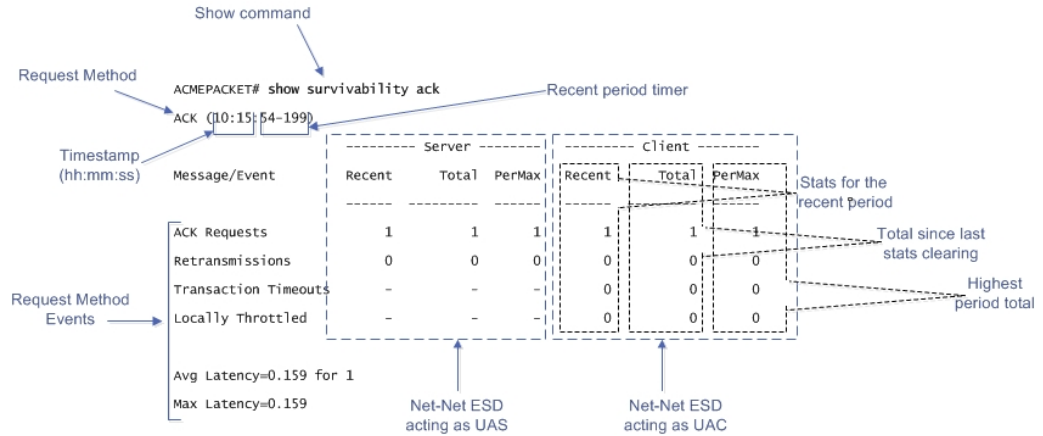 Show command
Request Method
ACMEPACKET# show survivability ack
Recent period timer
ACK (10:15:54-199)
Timestamp
(hh:mm:ss)
------- Server ------- ------- Client -------
Message/Event Recent Total PerMax Recent Total PerMax
Stats for the
recent period
------ --------- ------ ------ --------- ------
ACK Requests 1 1 1 1 1 1
Total since last
stats clearing
Retransmissions 0 0 0 0 0 0
Transaction Timeouts - - - 0 0 0
Highest
period total
Request Method
Events
Locally Throttled - - - 0 0 0
Avg Latency=0.159 for 1
Max Latency=0.159
Net-Net ESD
acting as UAS
Net-Net ESD
acting as UAC